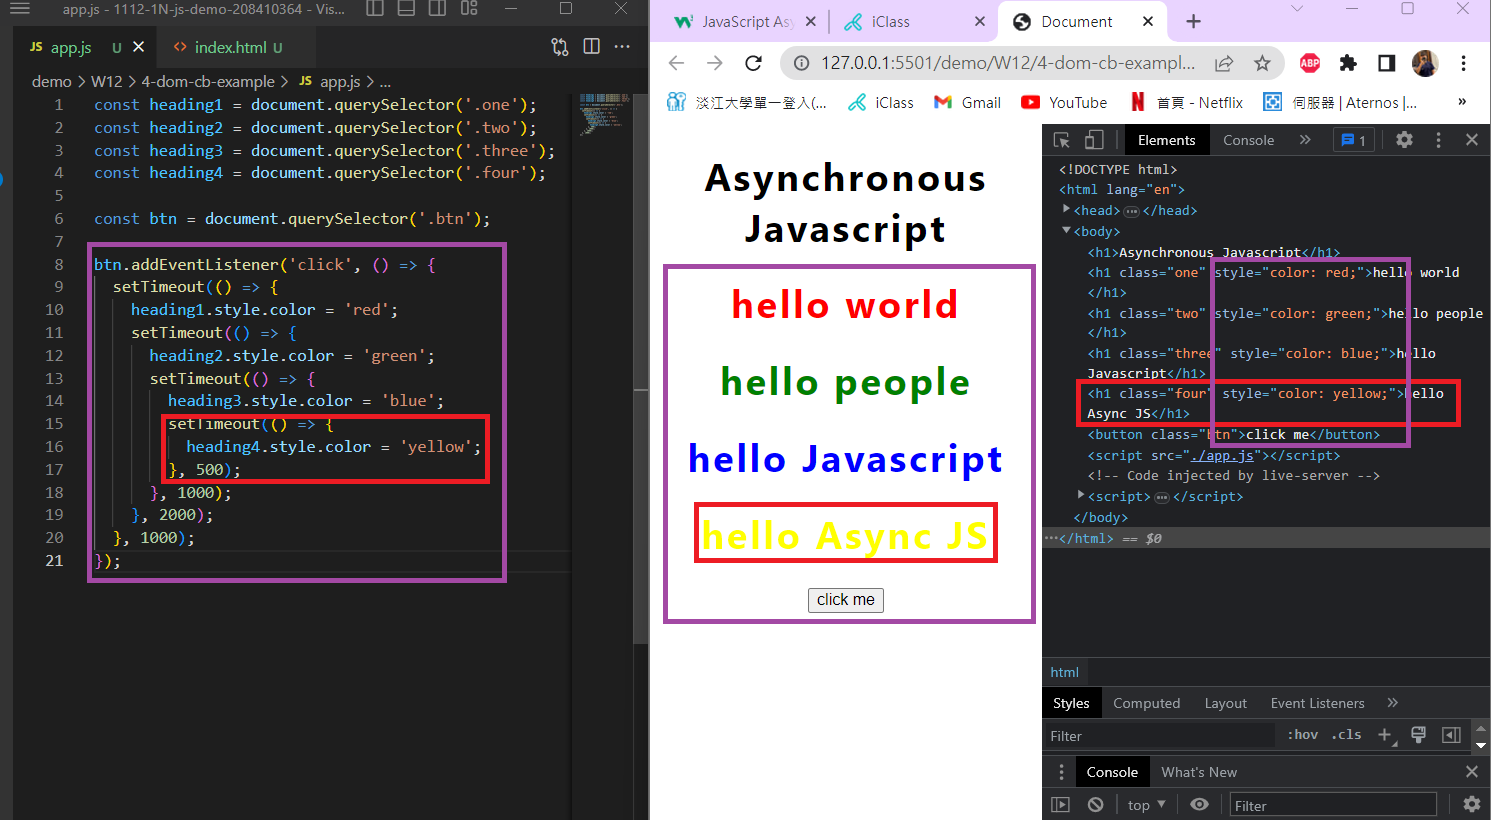 app.js - 1112-1N-js-demo-208410364 - Vis...
JS app.js U
index.html U
demo > W12 > 4-dom-cb-example > JS app.js > ...
1 const heading1 = document.querySelector('.one');
2 const heading2 = document.querySelector('.two');
3 const heading3 = document.querySelector('.three');
4 const heading4 = document.querySelector('.four');
5
6 const btn = document.querySelector('.btn');
7
8 btn.addEventListener('click', () => {
9 setTimeout(() => {
10 heading1.style.color = 'red';
11 setTimeout(() => {
12 heading2.style.color = 'green';
13 setTimeout(() => {
14 heading3.style.color = 'blue';
15 setTimeout(() => {
16 heading4.style.color = 'yellow';
17 }, 500);
18 }, 1000);
19 }, 2000);
20 }, 1000);
21 });
JavaScript Asy
iClass
Document
127.0.0.1:5501/demo/W12/4-dom-cb-exampl...
ABP
淡江大學單一登入(...
iClass
Gmail
YouTube
首頁 - Netflix
伺服器 | Aternos |...
»
Asynchronous
Javascript
hello world
hello people
hello Javascript
hello Async JS
click me
Elements
Console
»
1
<!DOCTYPE html>
<html lang="en">
<head>...</head>
<body>
<h1>Asynchronous Javascript</h1>
<h1 class="one" style="color: red;">hello world
</h1>
<h1 class="two" style="color: green;">hello people
</h1>
<h1 class="three" style="color: blue;">hello
Javascript</h1>
<h1 class="four" style="color: yellow;">hello
Async JS</h1>
<button class="btn">click me</button>
<script src="./app.js"></script>
<!-- Code injected by live-server -->
<script>...</script>
</body>
...</html> == $0
html
Styles
Computed
Layout
Event Listeners
»
Filter
:hov .cls
Console
What's New
top
Filter